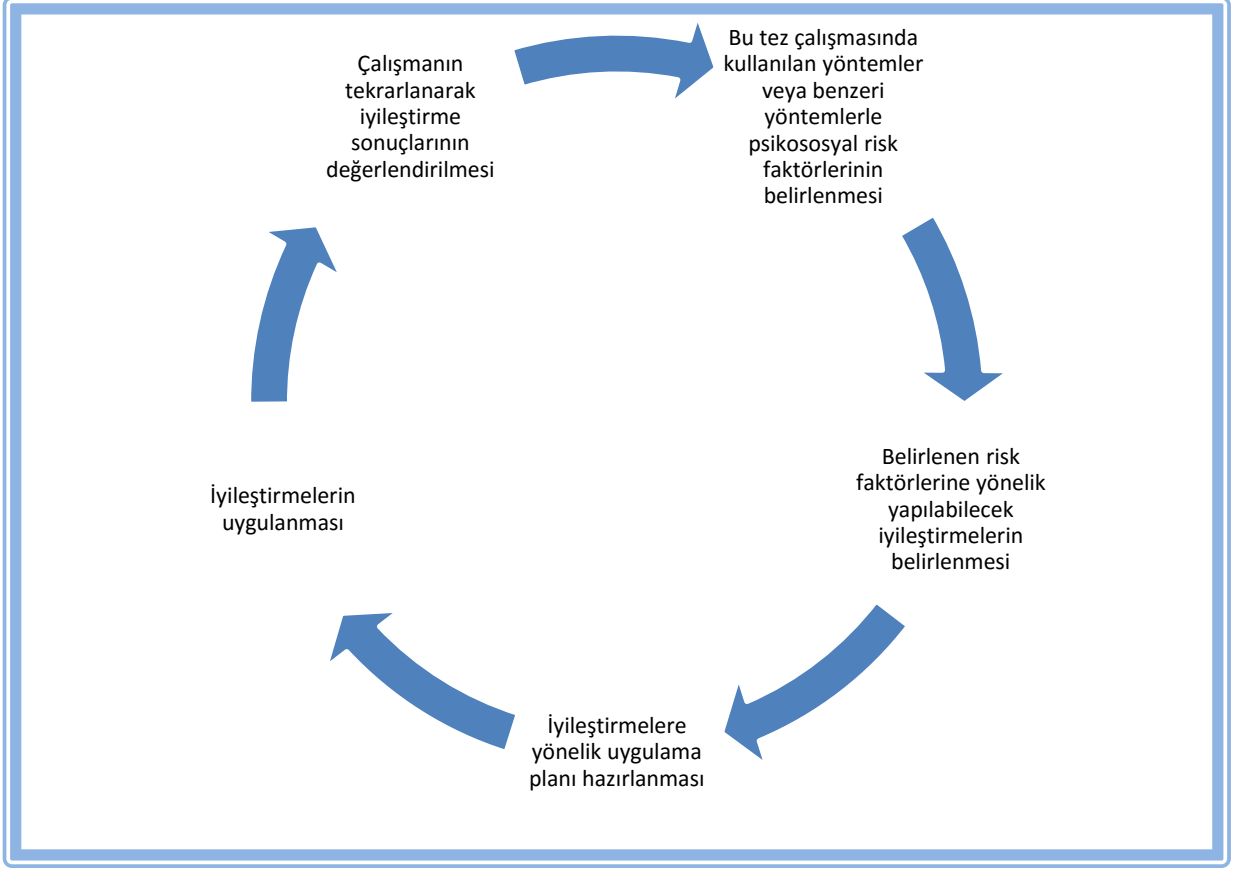 Bu tez çalışmasında
kullanılan yöntemler
veya benzeri
yöntemlerle
psikososyal risk
faktörlerinin
belirlenmesi
Belirlenen risk
faktörlerine yönelik
yapılabilecek
iyileştirmelerin
belirlenmesi
İyileştirmelere
yönelik uygulama
planı hazırlanması
İyileştirmelerin
uygulanması
Çalışmanın
tekrarlanarak
iyileştirme
sonuçlarının
değerlendirilmesi